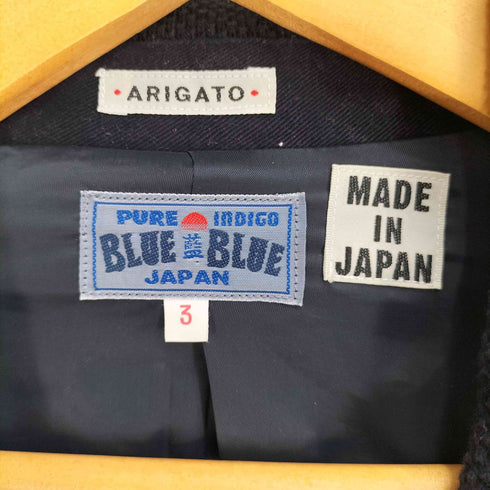 • ARIGATO •
PURE INDIGO
BLUE BLUE
JAPAN
3
MADE
IN
JAPAN